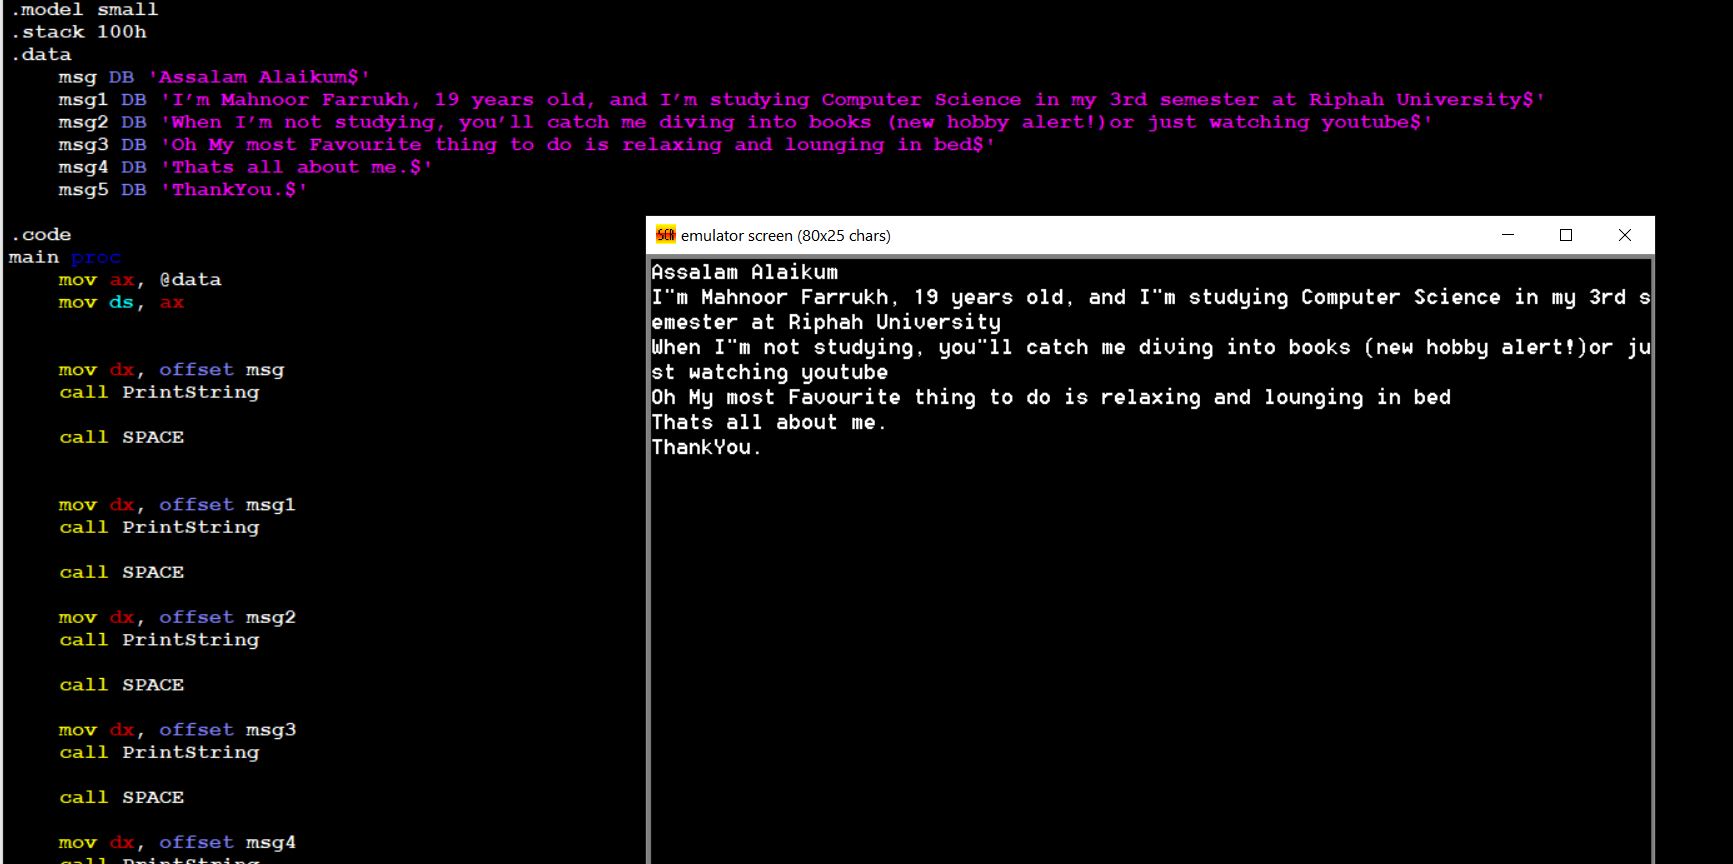 .model small
.stack 100h
.data
msg DB 'Assalam Alaikum$'
msg1 DB 'I’m Mahnoor Farrukh, 19 years old, and I’m studying Computer Science in my 3rd semester at Riphah University$'
msg2 DB 'When I’m not studying, you’ll catch me diving into books (new hobby alert!)or just watching youtube$'
msg3 DB 'Oh My most Favourite thing to do is relaxing and lounging in bed$'
msg4 DB 'Thats all about me.$'
msg5 DB 'ThankYou.$'
.code
main proc
mov ax, @data
mov ds, ax
mov dx, offset msg
call PrintString
call SPACE
mov dx, offset msg1
call PrintString
call SPACE
mov dx, offset msg2
call PrintString
call SPACE
mov dx, offset msg3
call PrintString
call SPACE
mov dx, offset msg4
call PrintString
emulator screen (80x25 chars)
Assalam Alaikum
I"m Mahnoor Farrukh, 19 years old, and I"m studying Computer Science in my 3rd s
emester at Riphah University
When I"m not studying, you"ll catch me diving into books (new hobby alert!)or ju
st watching youtube
Oh My most Favourite thing to do is relaxing and lounging in bed
Thats all about me.
ThankYou.